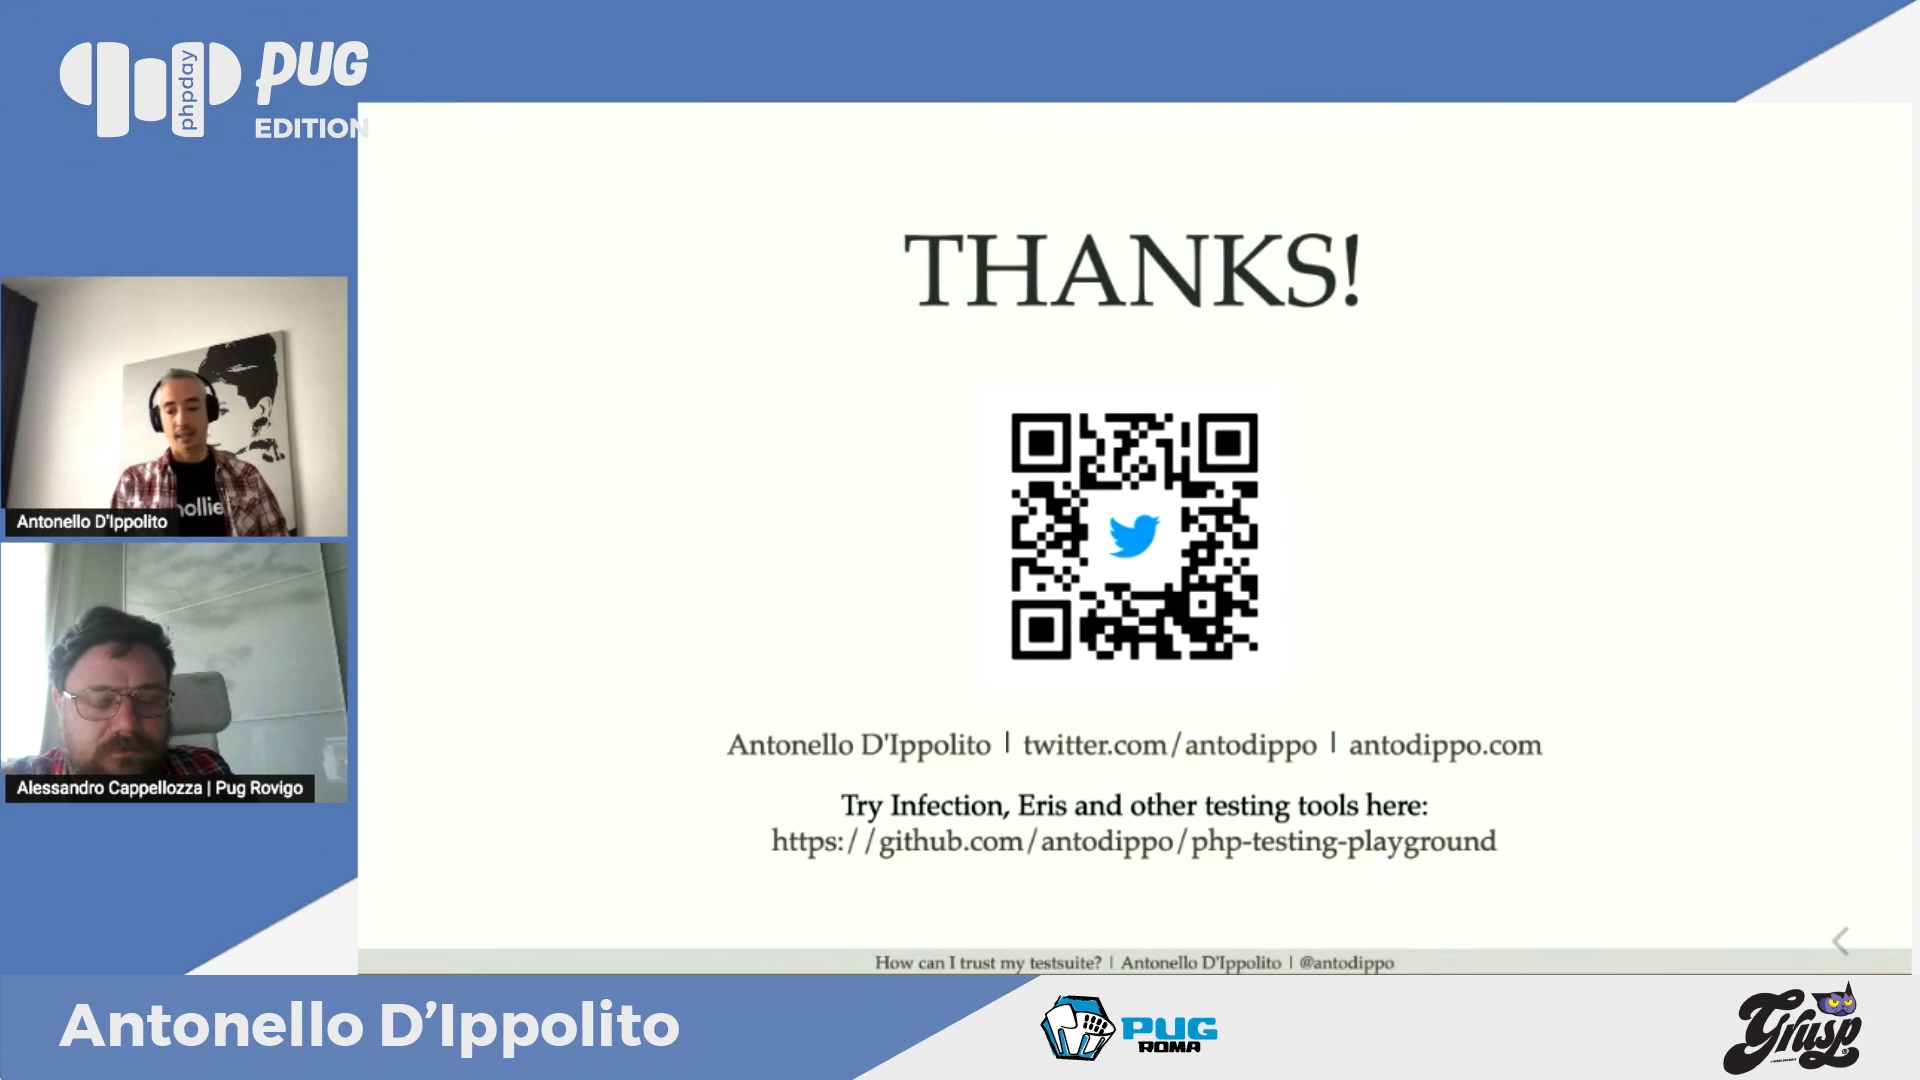 phpday
PUG
EDITION
THANKS!
nollie
Antonello D'Ippolito
Alessandro Cappellozza | Pug Rovigo
Antonello D'Ippolito | twitter.com/antodippo | antodippo.com
Try Infection, Eris and other testing tools here:
https://github.com/antodippo/php-testing-playground
How can I trust my testsuite? | Antonello D'Ippolito | @antodippo
Antonello D’Ippolito
PUG
ROMA
Grusp